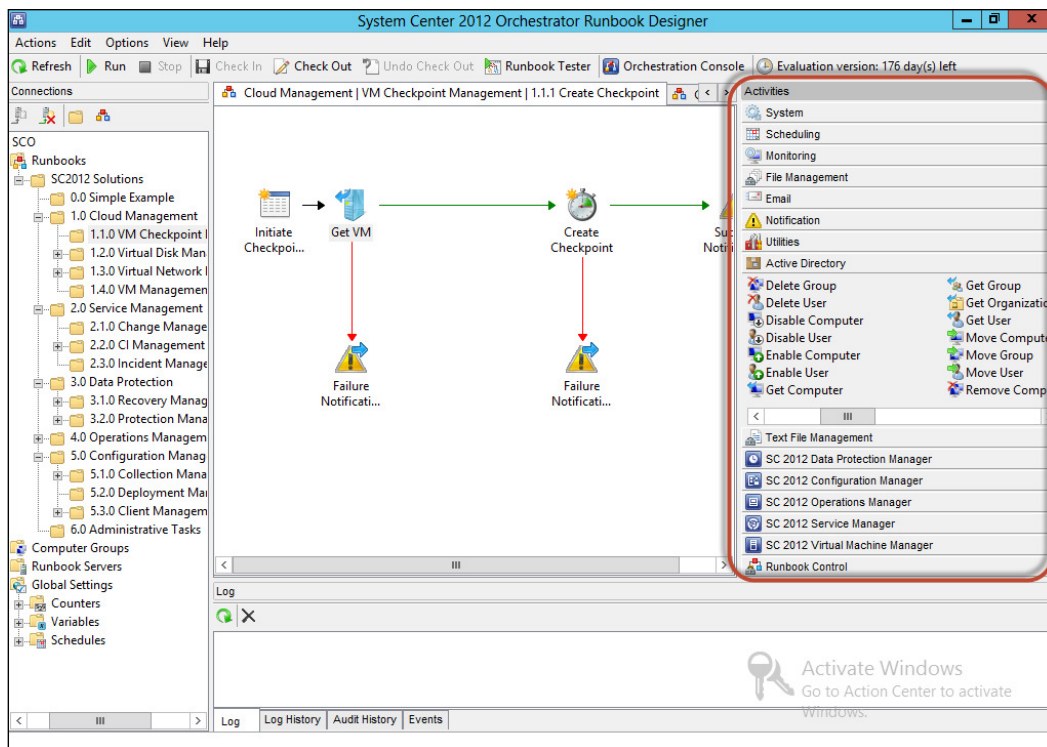 System Center 2012 Orchestrator Runbook Designer
Actions Edit Options View Help
Refresh Run Stop Check In Check Out Undo Check Out Runbook Tester Orchestration Console Evaluation version: 176 day(s) left
Connections
SCO
Runbooks
SC2012 Solutions
0.0 Simple Example
1.0 Cloud Management
1.1.0 VM Checkpoint
1.2.0 Virtual Disk Man
1.3.0 Virtual Network
1.4.0 VM Managemen
2.0 Service Management
2.1.0 Change Manage
2.2.0 CI Management
2.3.0 Incident Manage
3.0 Data Protection
3.1.0 Recovery Manag
3.2.0 Protection Mana
4.0 Operations Managem
5.0 Configuration Manag
5.1.0 Collection Mana
5.2.0 Deployment Ma
5.3.0 Client Managem
6.0 Administrative Tasks
Computer Groups
Runbook Servers
Global Settings
Counters
Variables
Schedules
Cloud Management | VM Checkpoint Management | 1.1.1 Create Checkpoint
Initiate
Checkpoi...
Get VM
Create
Checkpoint
Su
Noti
Failure
Notificati...
Failure
Notificati...
Activities
System
Scheduling
Monitoring
File Management
Email
Notification
Utilities
Active Directory
Delete Group
Delete User
Disable Computer
Disable User
Enable Computer
Enable User
Get Computer
Get Group
Get Organizatio
Get User
Move Compute
Move Group
Move User
Remove Comp
Text File Management
SC 2012 Data Protection Manager
SC 2012 Configuration Manager
SC 2012 Operations Manager
SC 2012 Service Manager
SC 2012 Virtual Machine Manager
Runbook Control
Log
Activate Windows
Go to Action Center to activate
Windows.
Log Log History Audit History Events